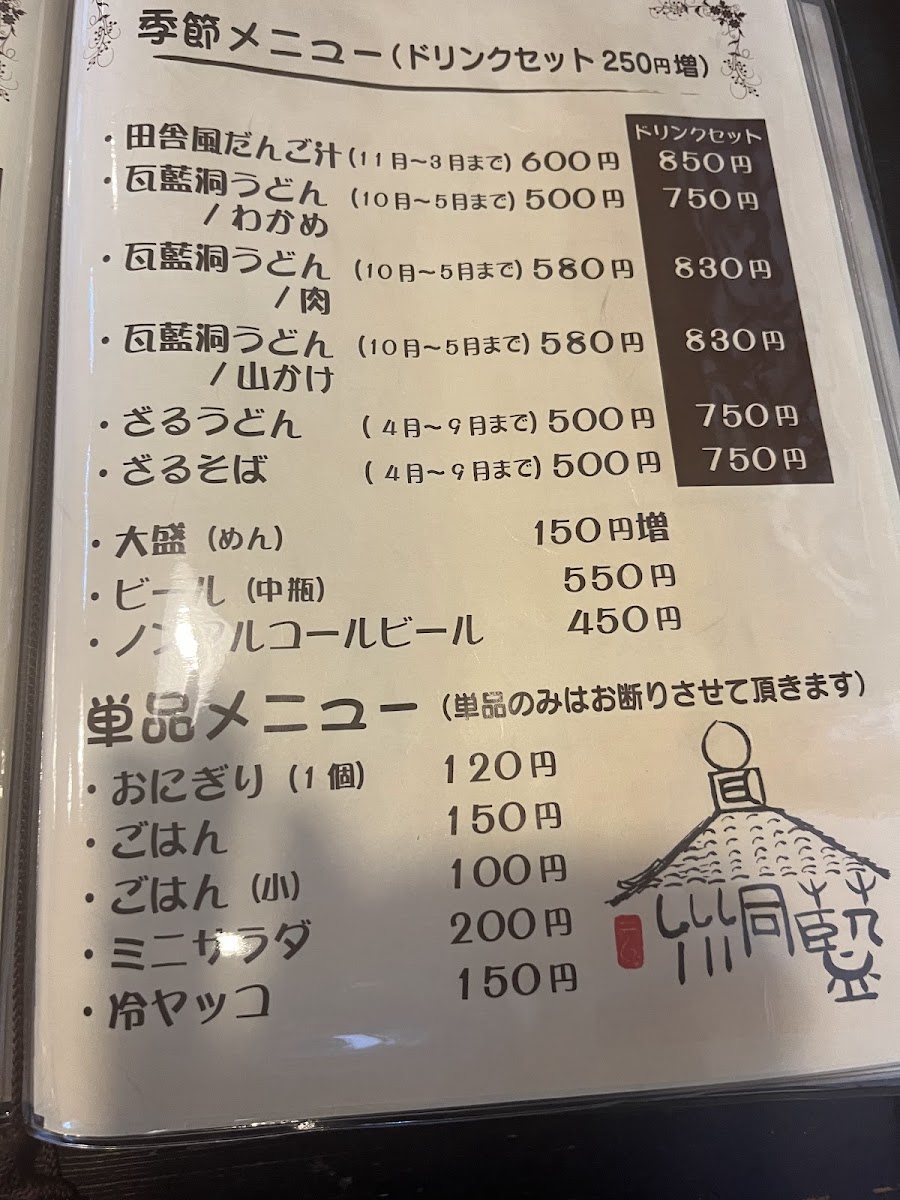 季節メニュー(ドリンクセット 250円増)
ドリンクセット
・田舎風だんご汁(11月～3月まで) 600円 850円
・瓦藍洞うどん (10月～5月まで) 500円 750円
/わかめ
・瓦藍洞うどん (10月～5月まで) 580円 830円
/肉
・瓦藍洞うどん (10月～5月まで) 580円 830円
/山かけ
・ざるうどん (4月～9月まで) 500円 750円
・ざるそば (4月～9月まで) 500円 750円
・大盛 (めん) 150円増
・ビール (中瓶) 550円
・ノンアルコールビール 450円
単品メニュー (単品のみはお断りさせて頂きます)
・おにぎり (1個) 120円
・ごはん 150円
・ごはん (小) 100円
・ミニサラダ 200円
・冷ヤッコ 150円